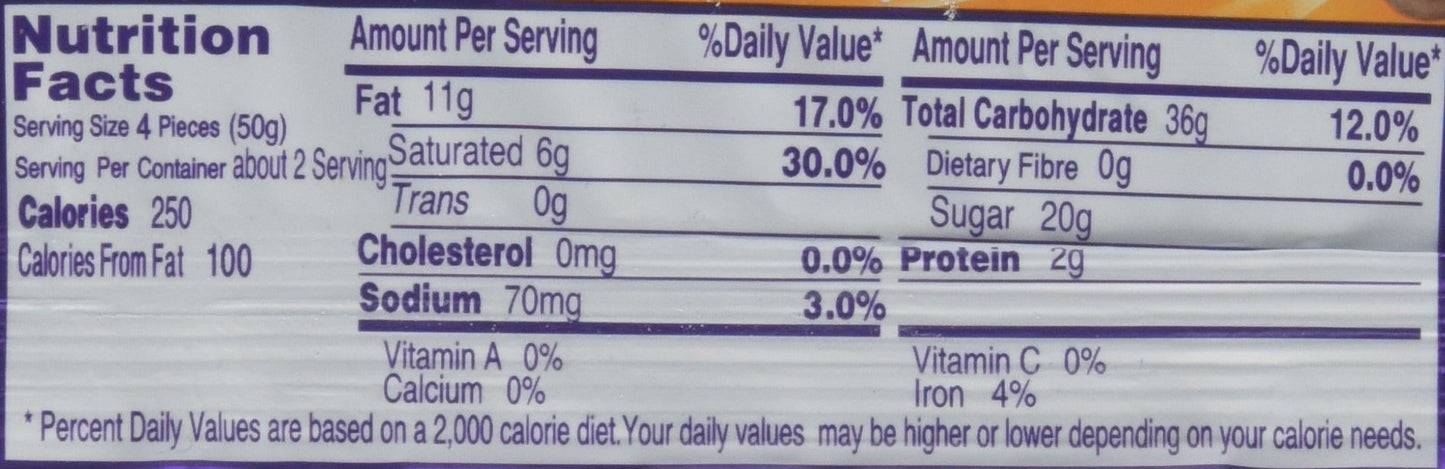 Nutrition
Facts
Serving Size 4 Pieces (50g)
Serving Per Container about 2 Serving
Calories 250
Calories From Fat 100
Amount Per Serving %Daily Value*
Fat 11g 17.0%
Saturated 6g 30.0%
Trans 0g
Cholesterol 0mg 0.0%
Sodium 70mg 3.0%
Amount Per Serving %Daily Value*
Total Carbohydrate 36g 12.0%
Dietary Fibre 0g 0.0%
Sugar 20g
Protein 2g
Vitamin A 0% Vitamin C 0%
Calcium 0% Iron 4%
* Percent Daily Values are based on a 2,000 calorie diet.Your daily values may be higher or lower depending on your calorie needs.